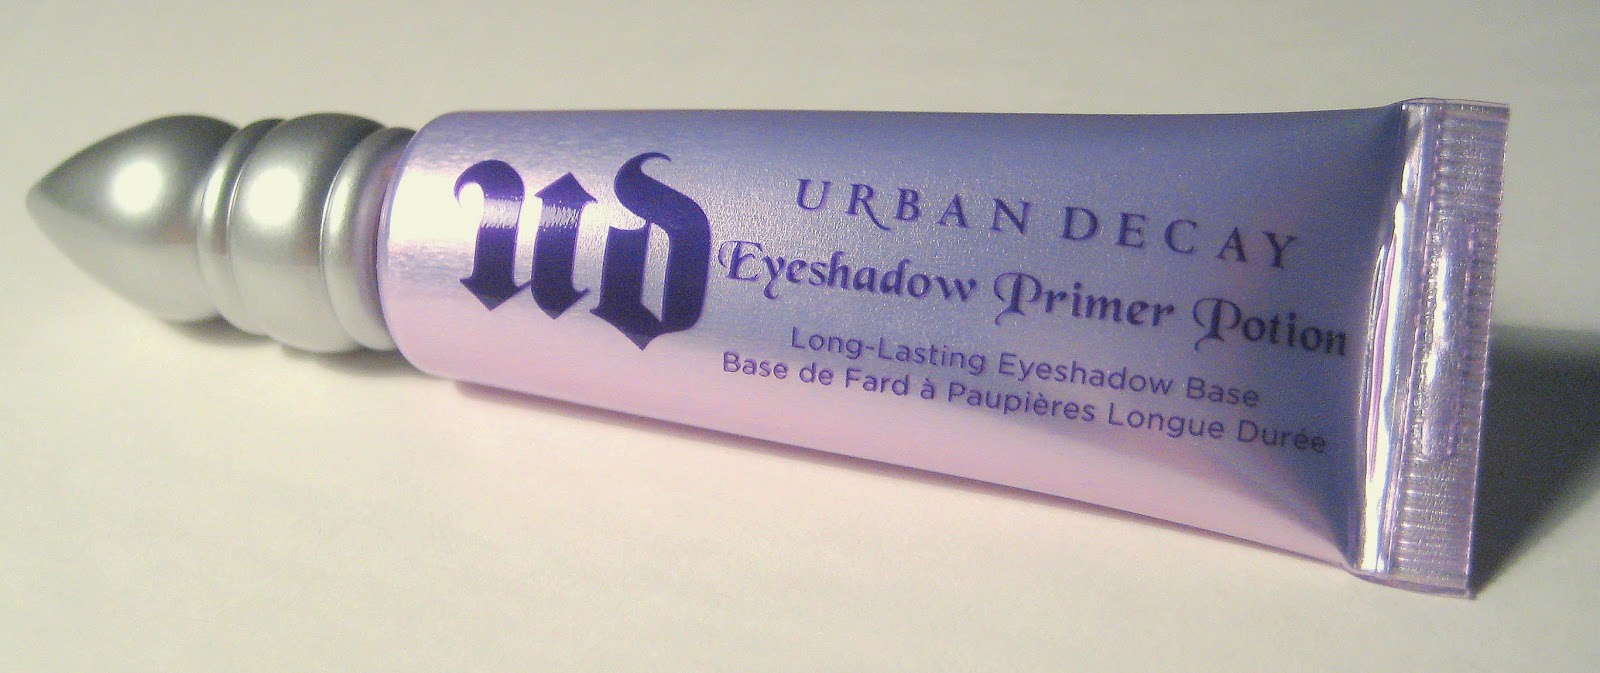 UD
URBAN DECAY
Eyeshadow Primer Potion
Long-Lasting Eyeshadow Base
Base de Fard à Paupières Longue Durée